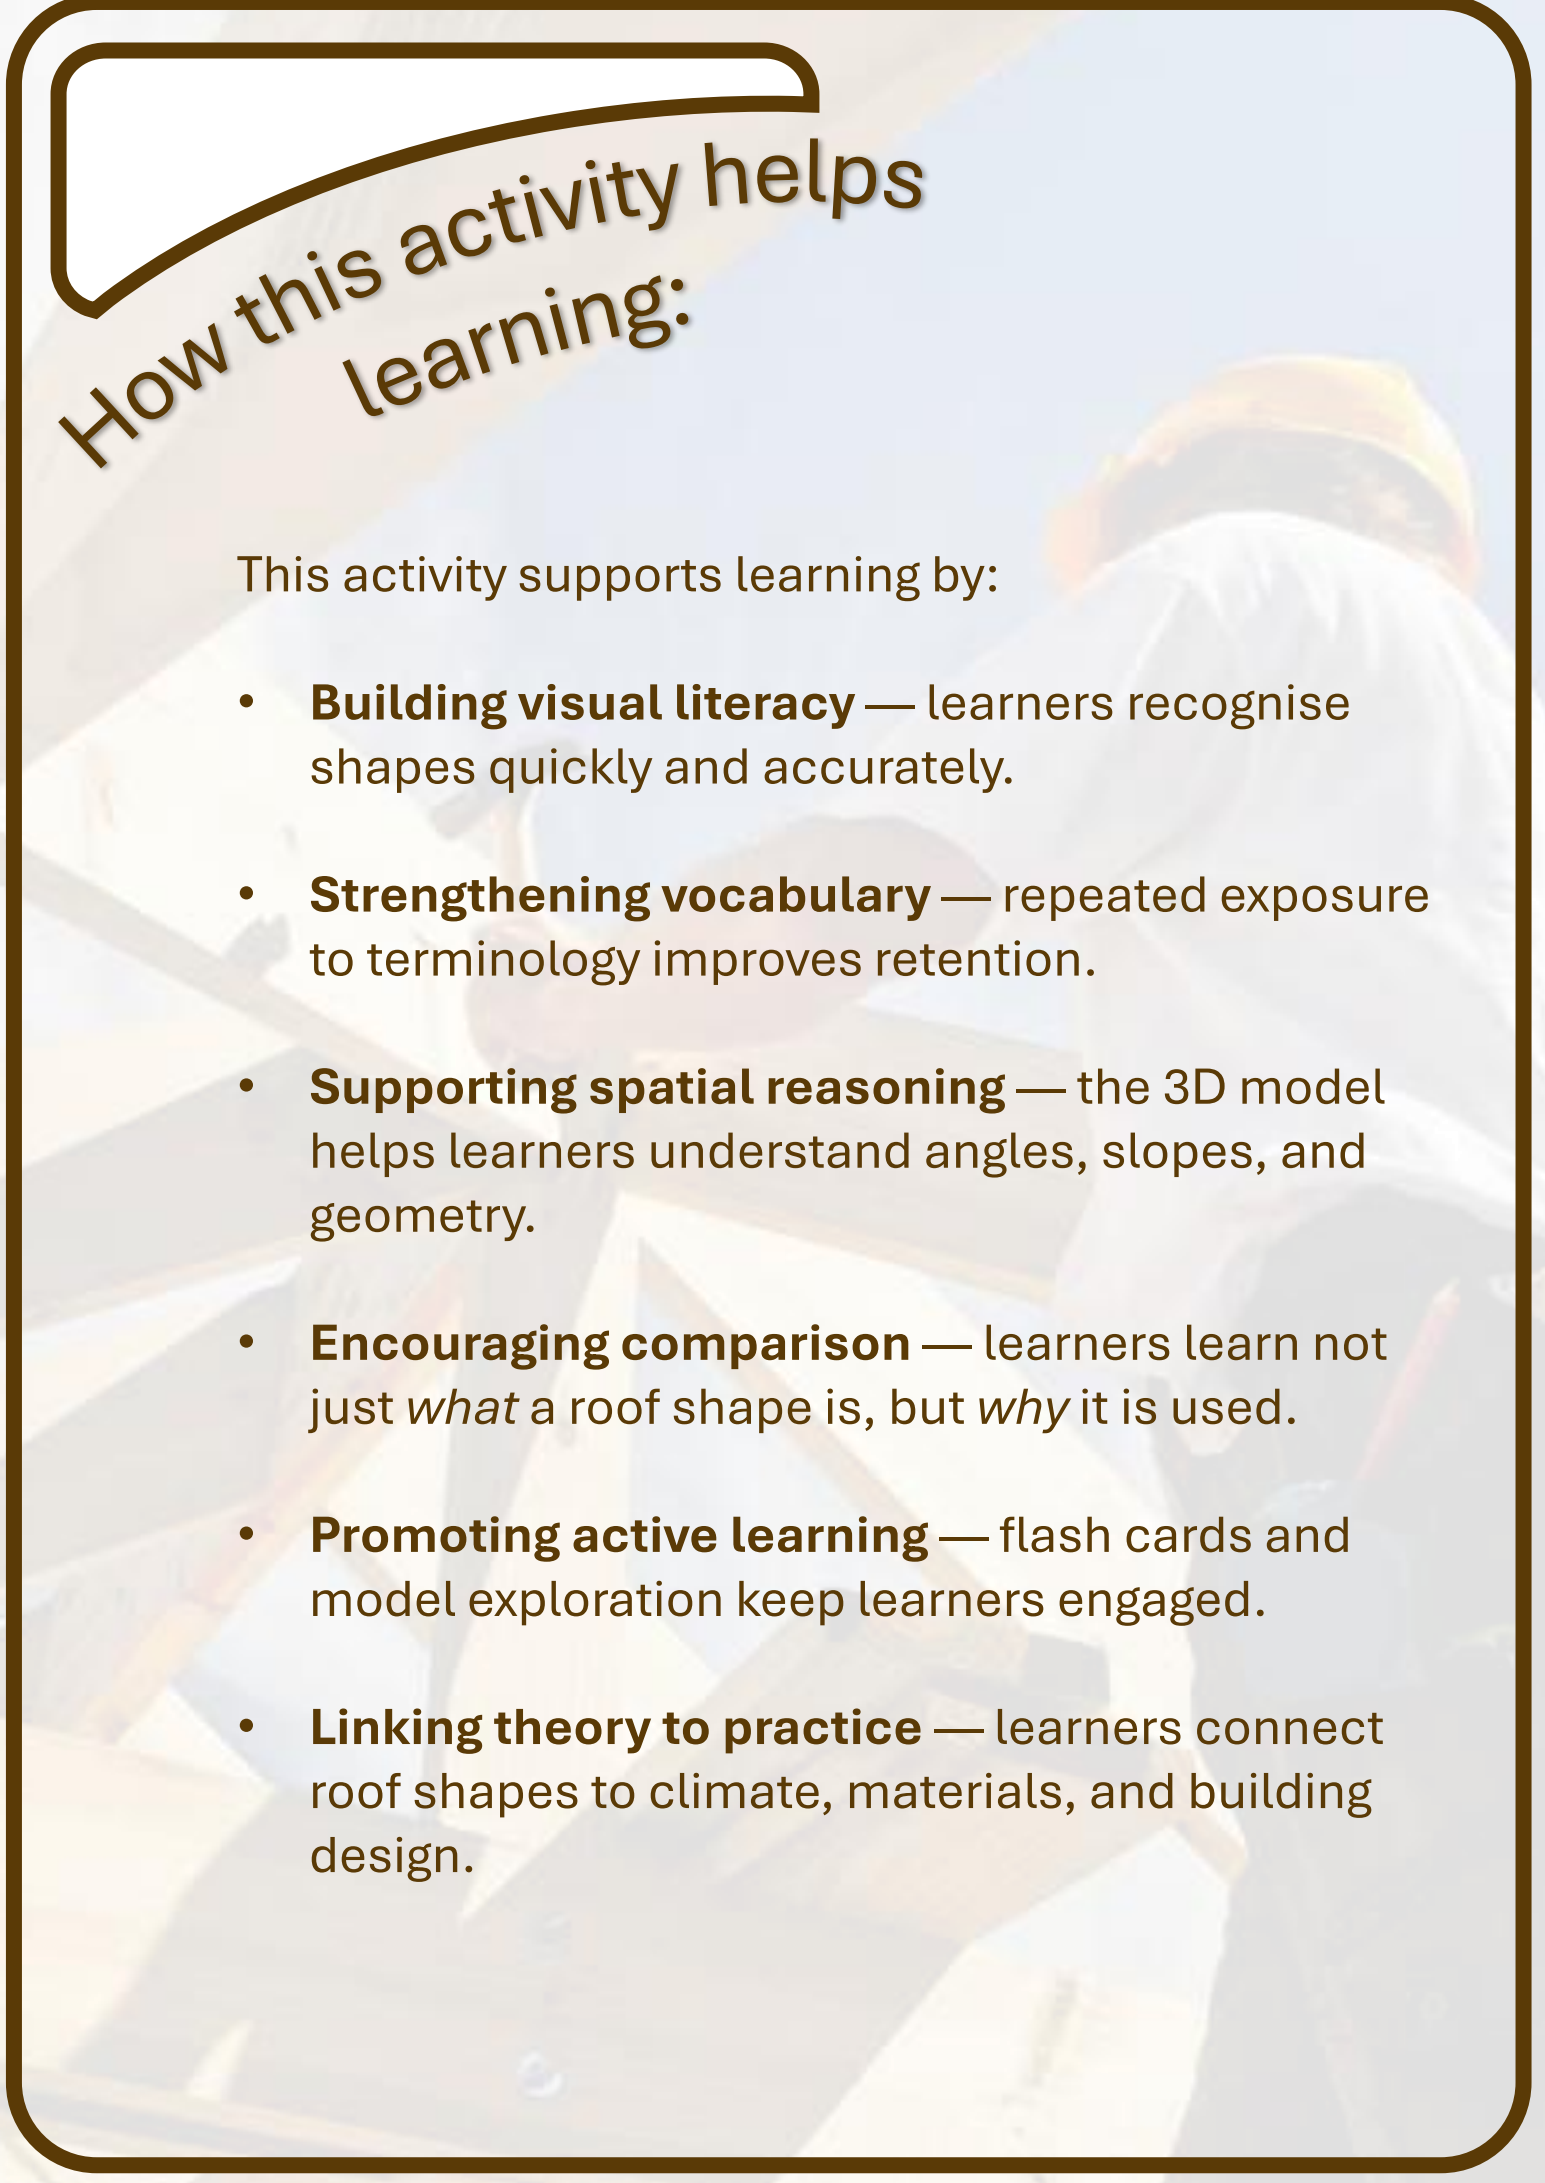 How this activity helps
learning:
This activity supports learning by:
• Building visual literacy — learners recognise
shapes quickly and accurately.
• Strengthening vocabulary — repeated exposure
to terminology improves retention.
• Supporting spatial reasoning — the 3D model
helps learners understand angles, slopes, and
geometry.
• Encouraging comparison — learners learn not
just what a roof shape is, but why it is used.
• Promoting active learning — flash cards and
model exploration keep learners engaged.
• Linking theory to practice — learners connect
roof shapes to climate, materials, and building
design.